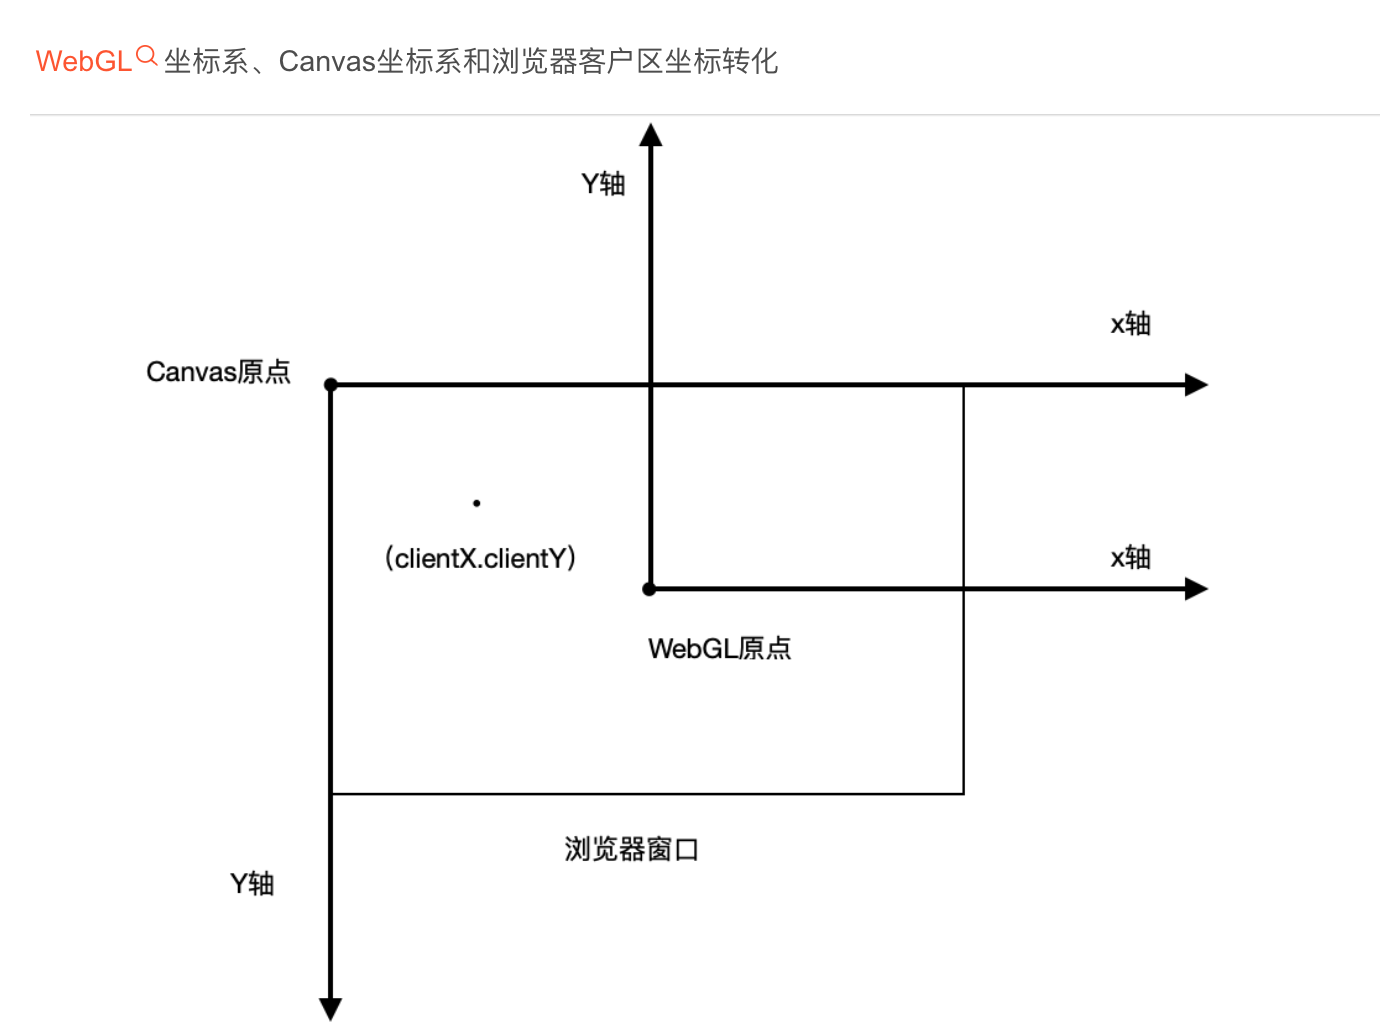 WebGL坐标系、Canvas坐标系和浏览器客户区坐标转化
Y轴
x轴
Canvas原点
(clientX.clientY)
x轴
WebGL原点
浏览器窗口
Y轴